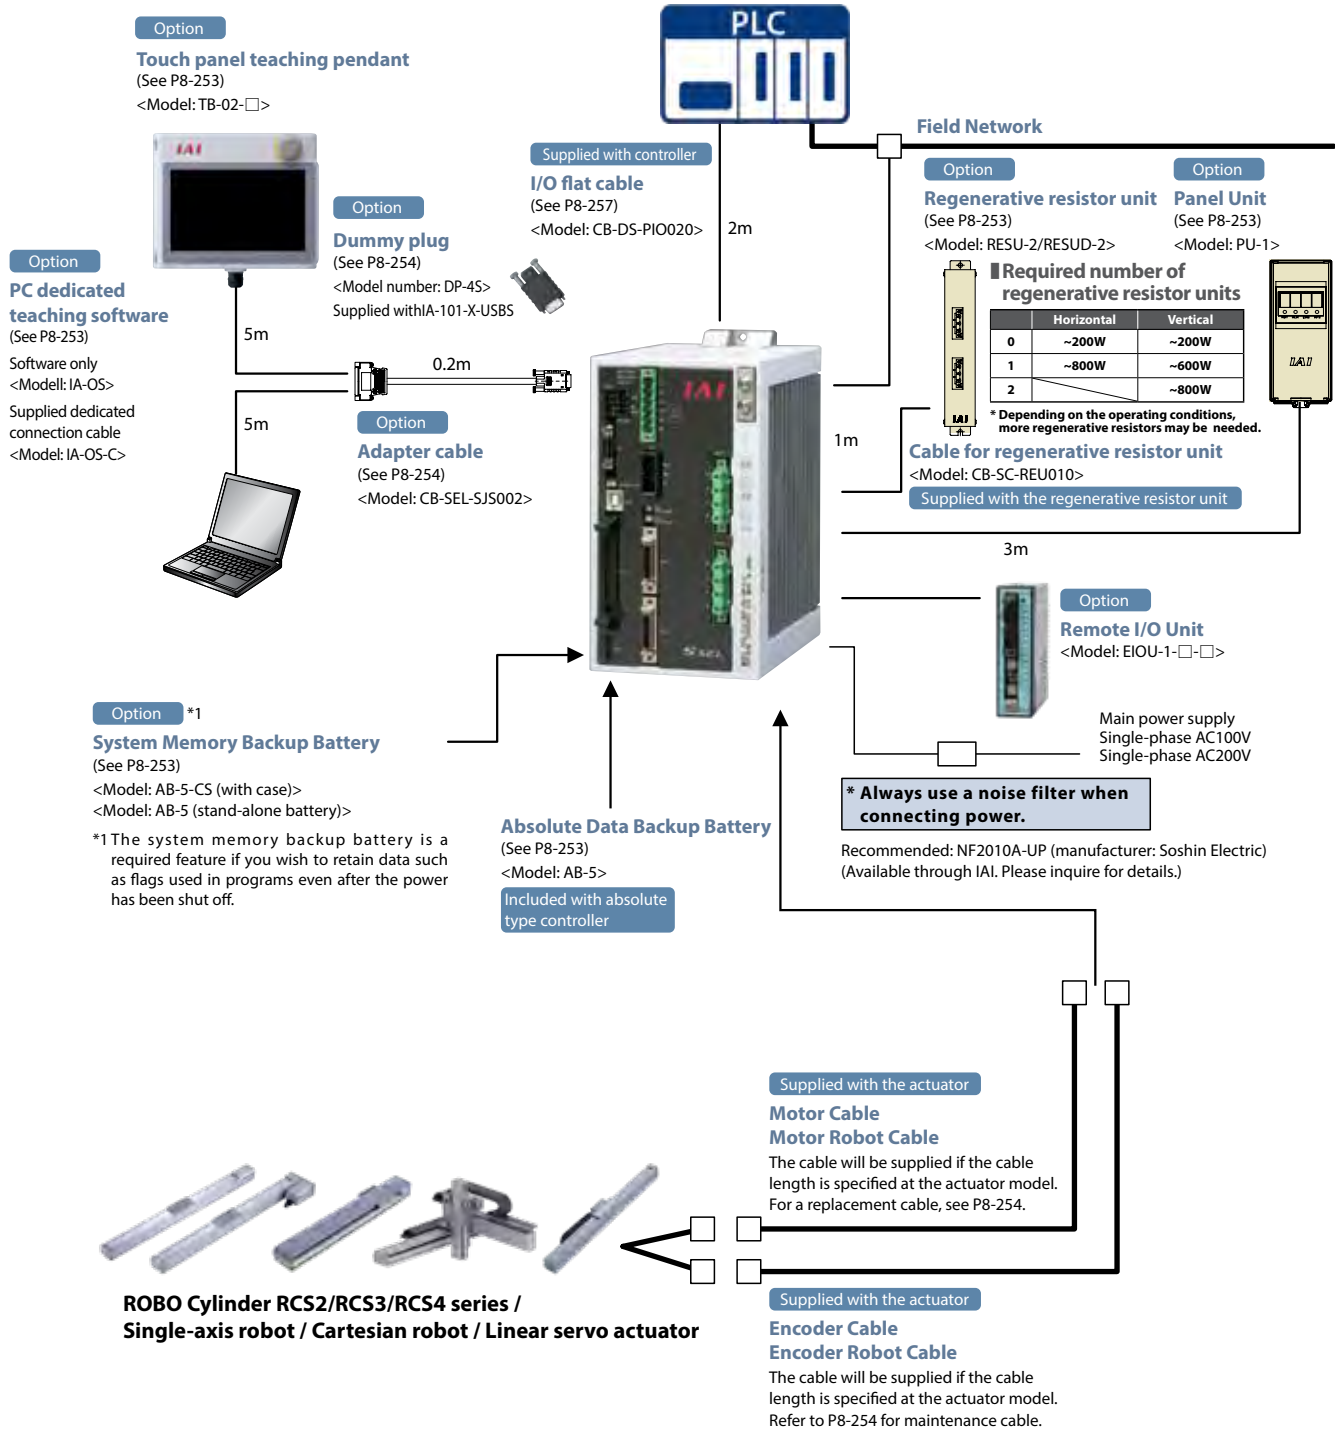 PLC
Option
Touch panel teaching pendant
(See P8-253)
<Model: TB-02-□>
IAI
Field Network
Supplied with controller
I/O flat cable
(See P8-257)
<Model: CB-DS-PIO020>
2m
Option
Regenerative resistor unit
(See P8-253)
<Model: RESU-2/RESUD-2>
Option
Panel Unit
(See P8-253)
<Model: PU-1>
Option
Dummy plug
(See P8-254)
<Model number: DP-4S>
Supplied withIA-101-X-USBS
Option
PC dedicated
teaching software
(See P8-253)
Software only
<Modell: IA-OS>
Supplied dedicated
connection cable
<Model: IA-OS-C>
5m
0.2m
5m
Option
Adapter cable
(See P8-254)
<Model: CB-SEL-SJS002>
IAI
SSEL
Required number of
regenerative resistor units
Horizontal Vertical
0 ~200W ~200W
1 ~800W ~600W
2 ~800W
* Depending on the operating conditions,
more regenerative resistors may be needed.
IAI
IAI
1m
Cable for regenerative resistor unit
<Model: CB-SC-REU010>
Supplied with the regenerative resistor unit
3m
Option
Remote I/O Unit
<Model: EIOU-1-□-□>
Main power supply
Single-phase AC100V
Single-phase AC200V
* Always use a noise filter when
connecting power.
Recommended: NF2010A-UP (manufacturer: Soshin Electric)
(Available through IAI. Please inquire for details.)
Option *1
System Memory Backup Battery
(See P8-253)
<Model: AB-5-CS (with case)>
<Model: AB-5 (stand-alone battery)>
*1 The system memory backup battery is a
required feature if you wish to retain data such
as flags used in programs even after the power
has been shut off.
Absolute Data Backup Battery
(See P8-253)
<Model: AB-5>
Included with absolute
type controller
Supplied with the actuator
Motor Cable
Motor Robot Cable
The cable will be supplied if the cable
length is specified at the actuator model.
For a replacement cable, see P8-254.
ROBO Cylinder RCS2/RCS3/RCS4 series /
Single-axis robot / Cartesian robot / Linear servo actuator
Supplied with the actuator
Encoder Cable
Encoder Robot Cable
The cable will be supplied if the cable
length is specified at the actuator model.
Refer to P8-254 for maintenance cable.